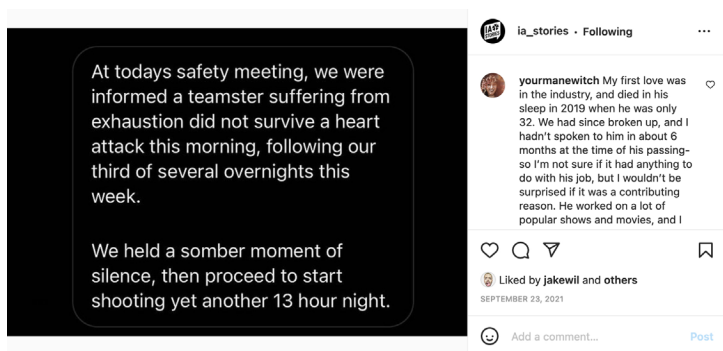 At todays safety meeting, we were
informed a teamster suffering from
exhaustion did not survive a heart
attack this morning, following our
third of several overnights this
week.
We held a somber moment of
silence, then proceed to start
shooting yet another 13 hour night.
IA STORIES
ia_stories • Following
yourmanewitch My first love was
in the industry, and died in his
sleep in 2019 when he was only
32. We had since broken up, and I
hadn't spoken to him in about 6
months at the time of his passing-
so I'm not sure if it had anything to
do with his job, but I wouldn't be
surprised if it was a contributing
reason. He worked on a lot of
popular shows and movies, and I
Liked by jakewil and others
SEPTEMBER 23, 2021
Add a comment...
Post